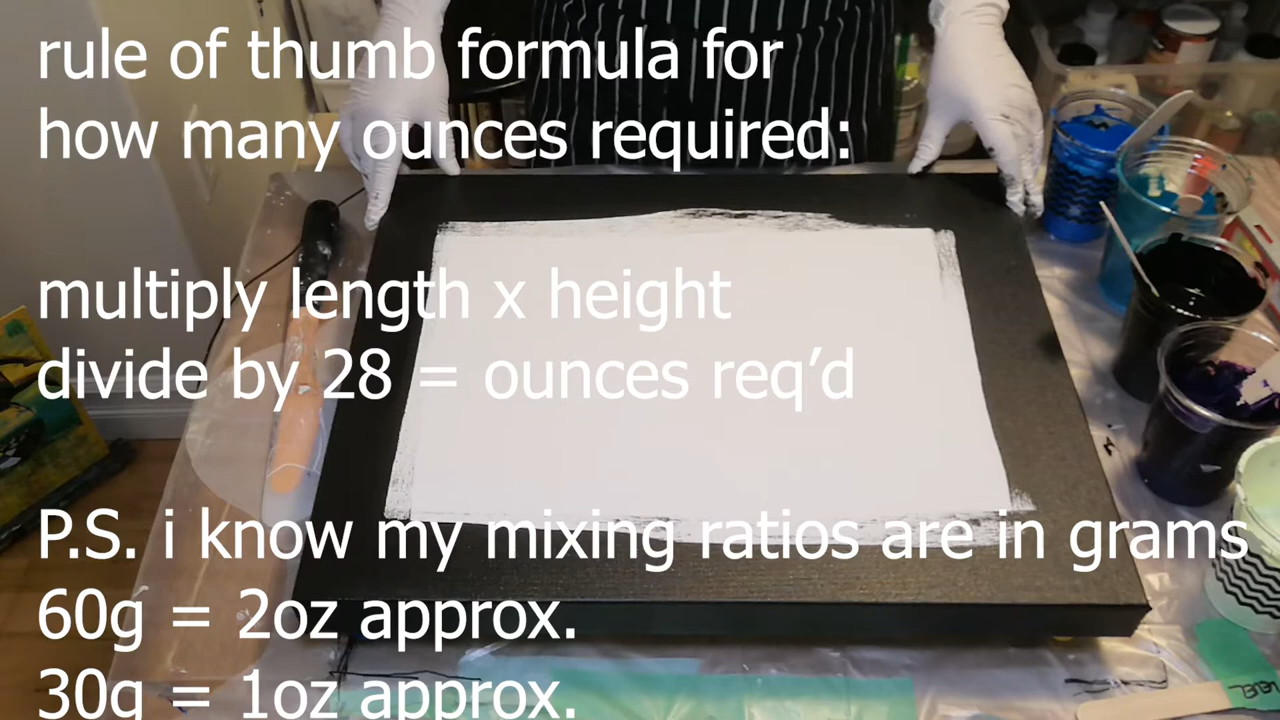 rule of thumb formula for
how many ounces required:
multiply length x height
divide by 28 = ounces req’d
P.S. i know my mixing ratios are in grams
60g = 2oz approx.
30g = 1oz approx.